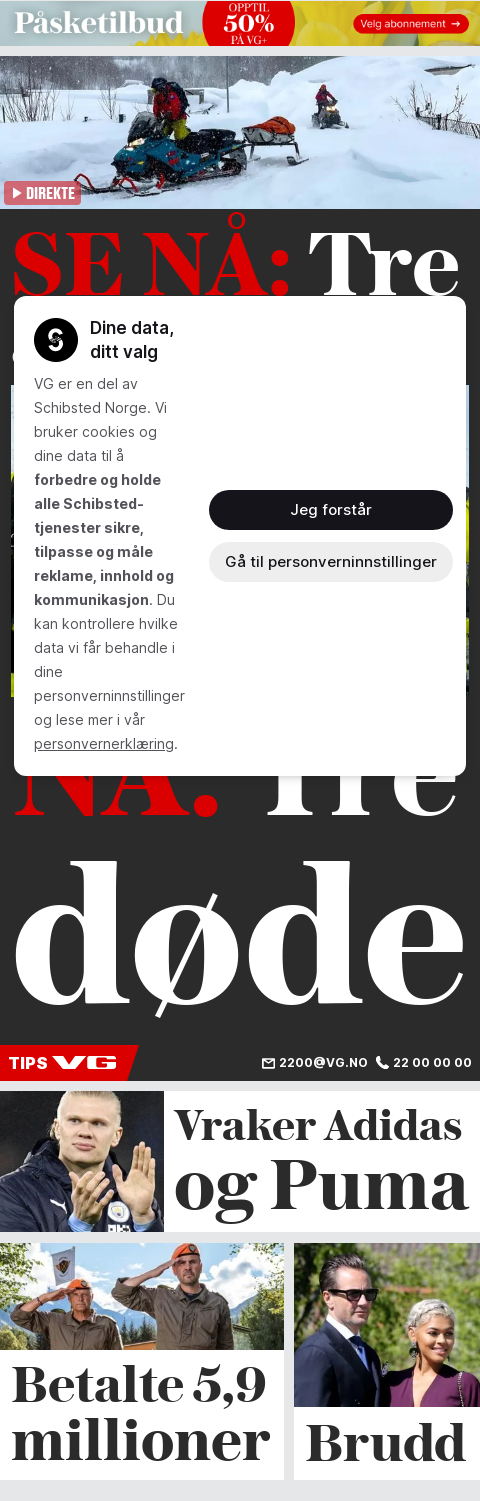 Påsketilbud
OPPTIL
50%
PÅ VG+
Velg abonnement →
DIREKTE
SE NÅ: Tre
Dine data,
ditt valg
VG er en del av
Schibsted Norge. Vi
bruker cookies og
dine data til å
forbedre og holde
alle Schibsted-
tjenester sikre,
tilpasse og måle
reklame, innhold og
kommunikasjon. Du
kan kontrollere hvilke
data vi får behandle i
dine
personverninnstillinger
og lese mer i vår
personvernerklæring.
Jeg forstår
Gå til personverninnstillinger
NÅ: Tre
døde
TIPS VG
2200@VG.NO 22 00 00 00
Vraker Adidas
og Puma
Betalte 5,9
millioner
Brudd